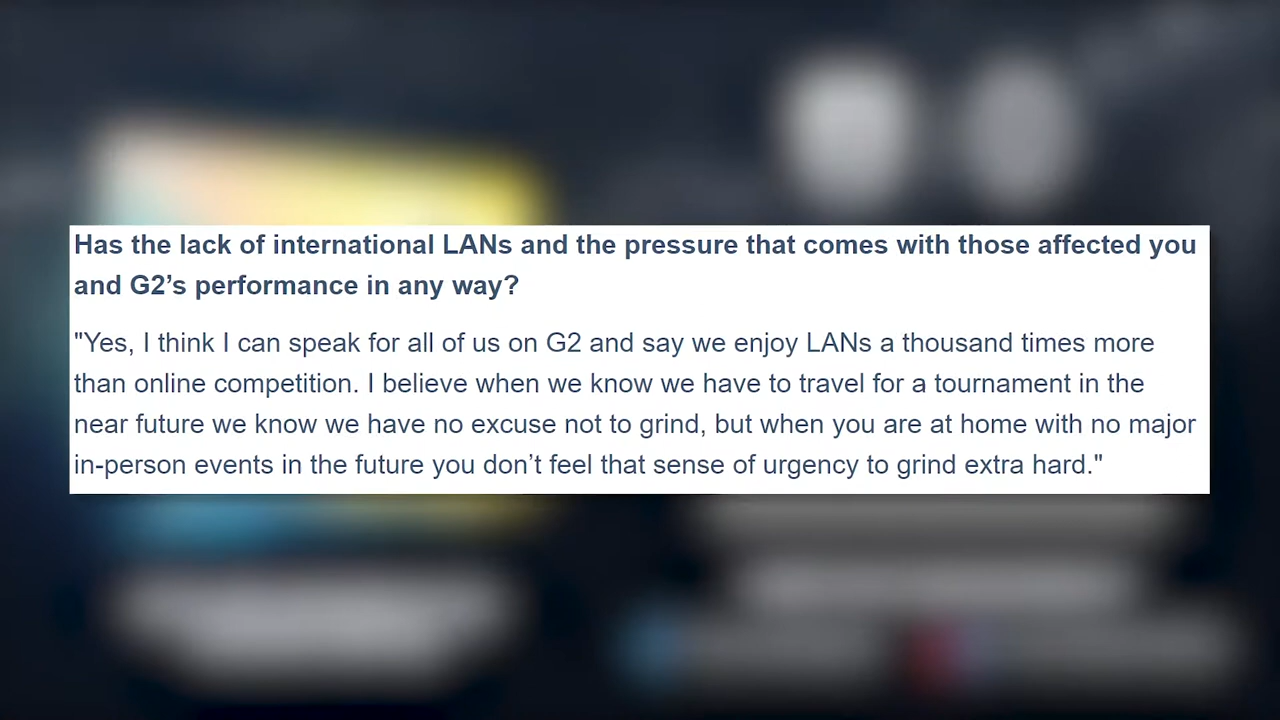 Has the lack of international LANs and the pressure that comes with those affected you
and G2’s performance in any way?
"Yes, I think I can speak for all of us on G2 and say we enjoy LANs a thousand times more
than online competition. I believe when we know we have to travel for a tournament in the
near future we know we have no excuse not to grind, but when you are at home with no major
in-person events in the future you don’t feel that sense of urgency to grind extra hard."